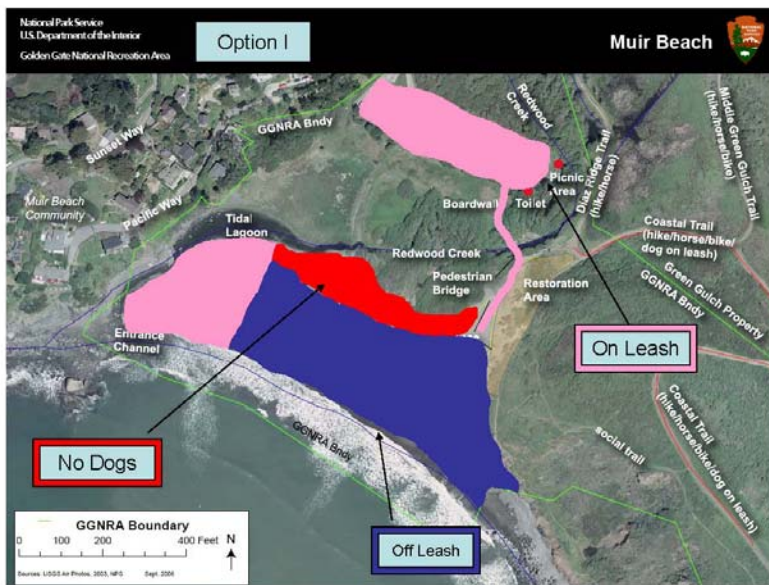 National Park Service
U.S. Department of the Interior
Golden Gate National Recreation Area
Option I
Muir Beach
Sunset Way
GGNRA Bndy
Redwood
Creek
Middle Green Gulch Trail
(hike/horse/bike)
Diaz Ridge Trail
(hike/horse)
Picnic
Area
Toilet
Boardwalk
Muir Beach
Community
Pacific Way
Tidal
Lagoon
Redwood Creek
Coastal Trail
(hike/horse/bike/
dog on leash)
Pedestrian
Bridge
Restoration
Area
Green Gulch Property
GGNRA Bndy
Entrance
Channel
On Leash
Coastal Trail
(hike/horse/bike/dog on leash)
GGNRA Bndy
social trail
No Dogs
Off Leash
GGNRA Boundary
0 50 100 200 300 400 Feet
N
Sources: USGS Air Photos, 2003, NPS Sept. 2006